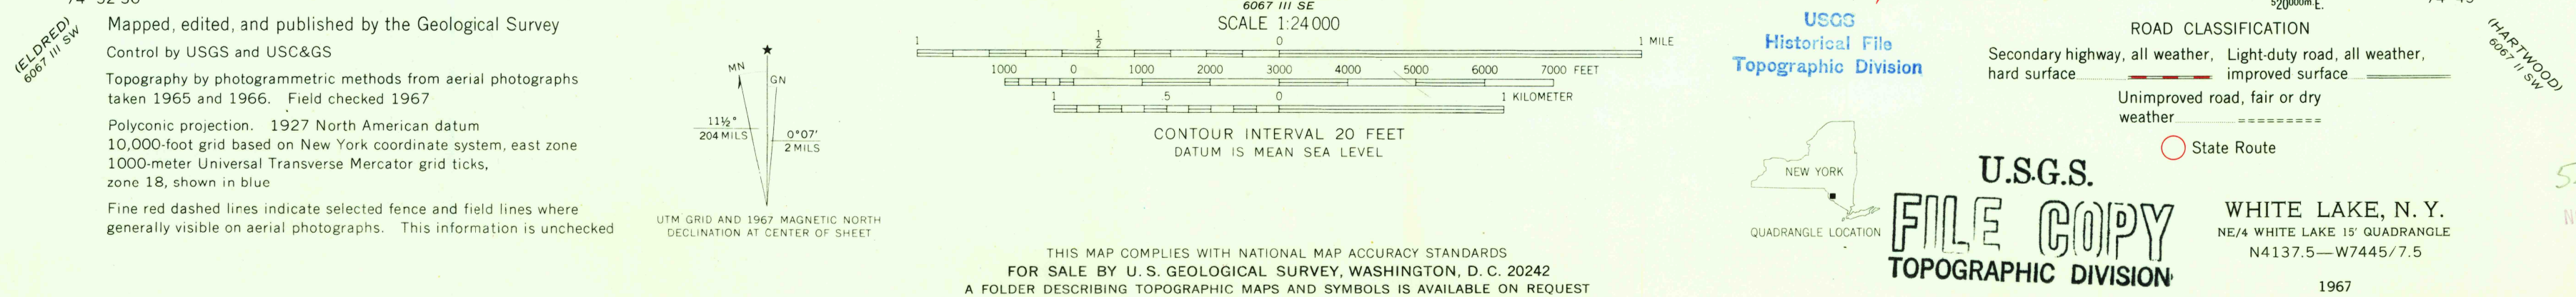 (ELDRED)
6067 III SW
Mapped, edited, and published by the Geological Survey
Control by USGS and USC&GS
Topography by photogrammetric methods from aerial photographs
taken 1965 and 1966. Field checked 1967
Polyconic projection. 1927 North American datum
10,000-foot grid based on New York coordinate system, east zone
1000-meter Universal Transverse Mercator grid ticks,
zone 18, shown in blue
Fine red dashed lines indicate selected fence and field lines where
generally visible on aerial photographs. This information is unchecked
MN
GN
11½°
204 MILS
0°07′
2 MILS
UTM GRID AND 1967 MAGNETIC NORTH
DECLINATION AT CENTER OF SHEET
6067 III SE
SCALE 1:24 000
1 ½ 0 1 MILE
1000 0 1000 2000 3000 4000 5000 6000 7000 FEET
1 .5 0 1 KILOMETER
CONTOUR INTERVAL 20 FEET
DATUM IS MEAN SEA LEVEL
THIS MAP COMPLIES WITH NATIONAL MAP ACCURACY STANDARDS
FOR SALE BY U. S. GEOLOGICAL SURVEY, WASHINGTON, D. C. 20242
A FOLDER DESCRIBING TOPOGRAPHIC MAPS AND SYMBOLS IS AVAILABLE ON REQUEST
USGS
Historical File
Topographic Division
NEW YORK
QUADRANGLE LOCATION
520000m.E.
ROAD CLASSIFICATION
Secondary highway, all weather,
hard surface
Light-duty road, all weather,
improved surface
Unimproved road, fair or dry
weather
State Route
(HARTWOOD)
6067 II SW
U.S.G.S.
FILE COPY
TOPOGRAPHIC DIVISION
WHITE LAKE, N. Y.
NE/4 WHITE LAKE 15′ QUADRANGLE
N4137.5—W7445/7.5
1967